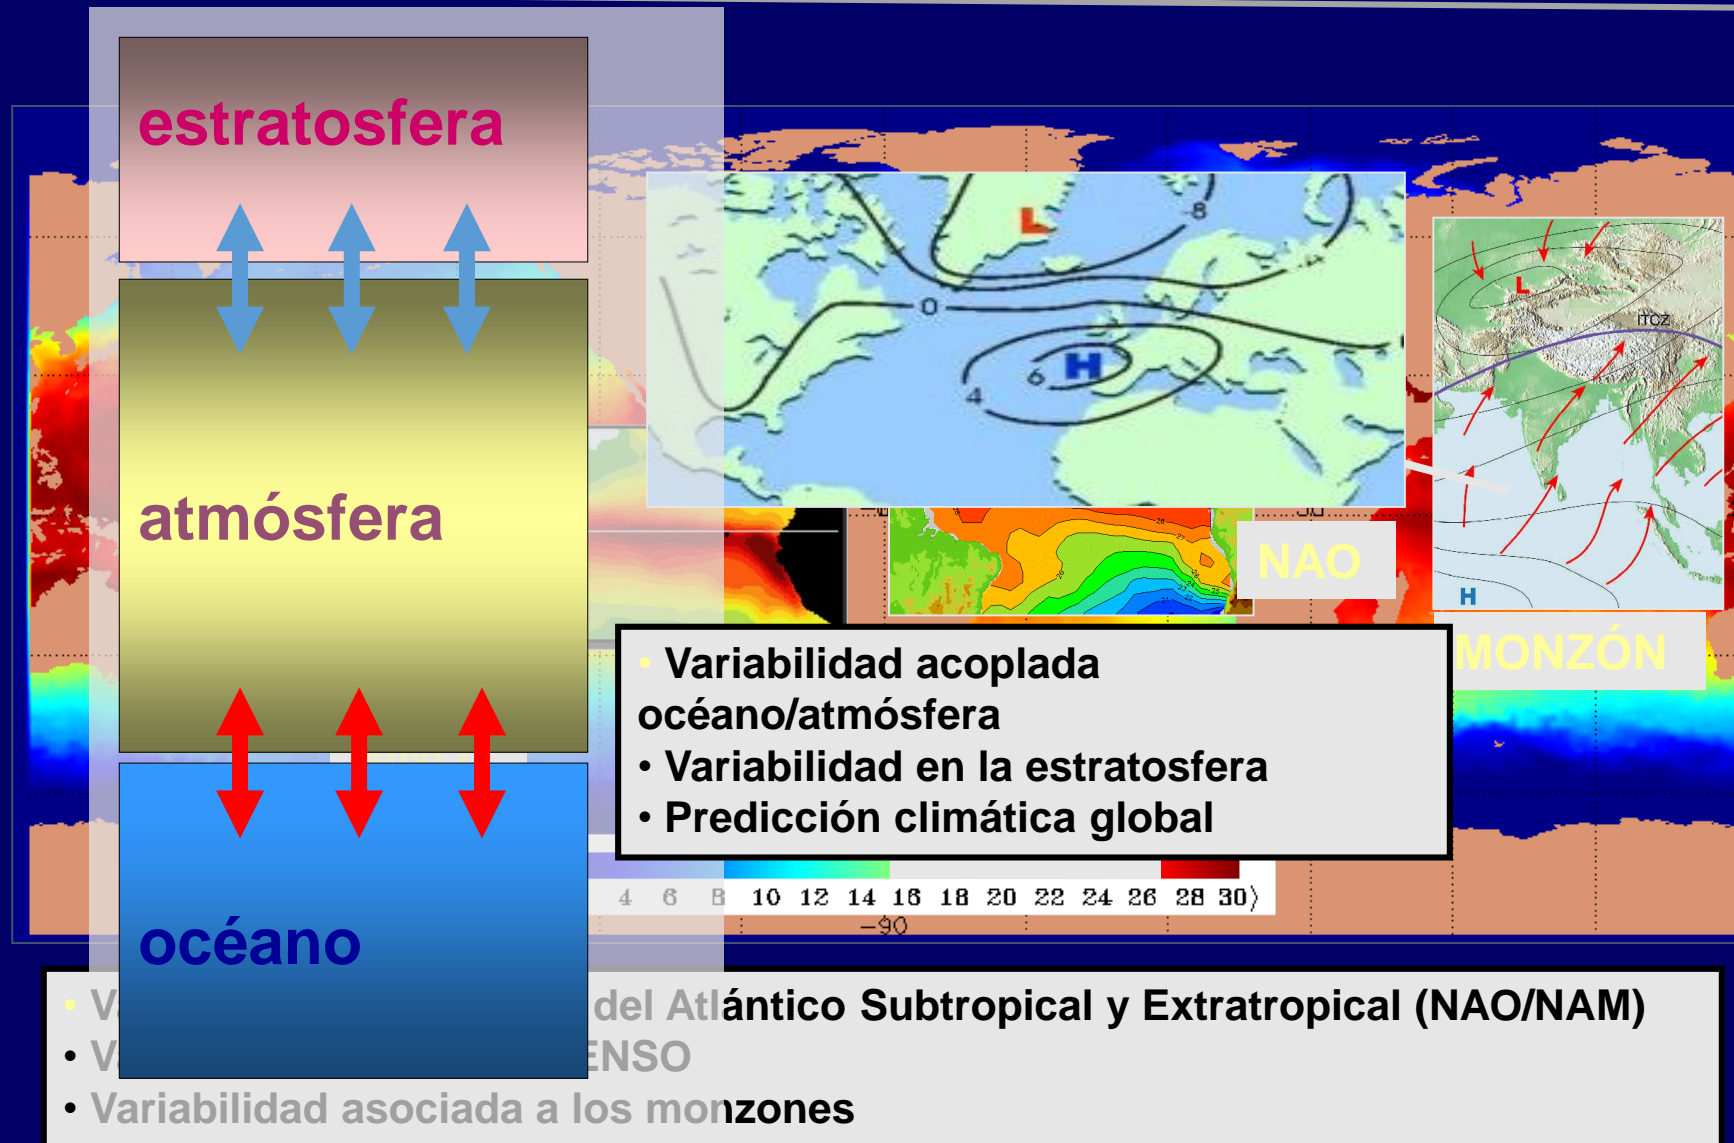 estratosfera
atmósfera
océano
L
-8
0
H
6
4
L
ITCZ
H
NAO
MONZÓN
• Variabilidad acoplada
océano/atmósfera
• Variabilidad en la estratosfera
• Predicción climática global
4 6 8 10 12 14 16 18 20 22 24 26 28 30⟩
-90
• del Atlántico Subtropical y Extratropical (NAO/NAM)
• ENSO
• Variabilidad asociada a los monzones